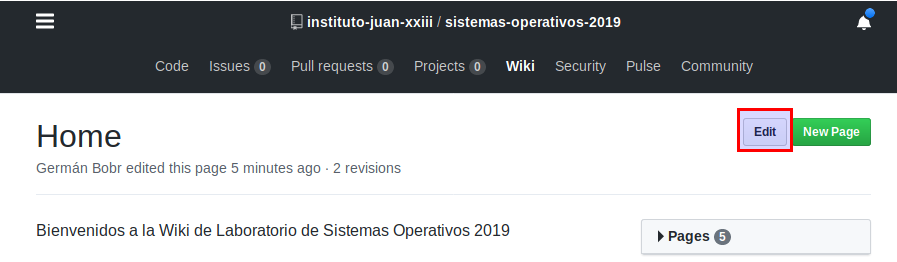 instituto-juan-xxiii / sistemas-operativos-2019
Code Issues 0 Pull requests 0 Projects 0 Wiki Security Pulse Community
Home
Edit New Page
Germán Bobr edited this page 5 minutes ago · 2 revisions
Bienvenidos a la Wiki de Laboratorio de Sistemas Operativos 2019
Pages 5